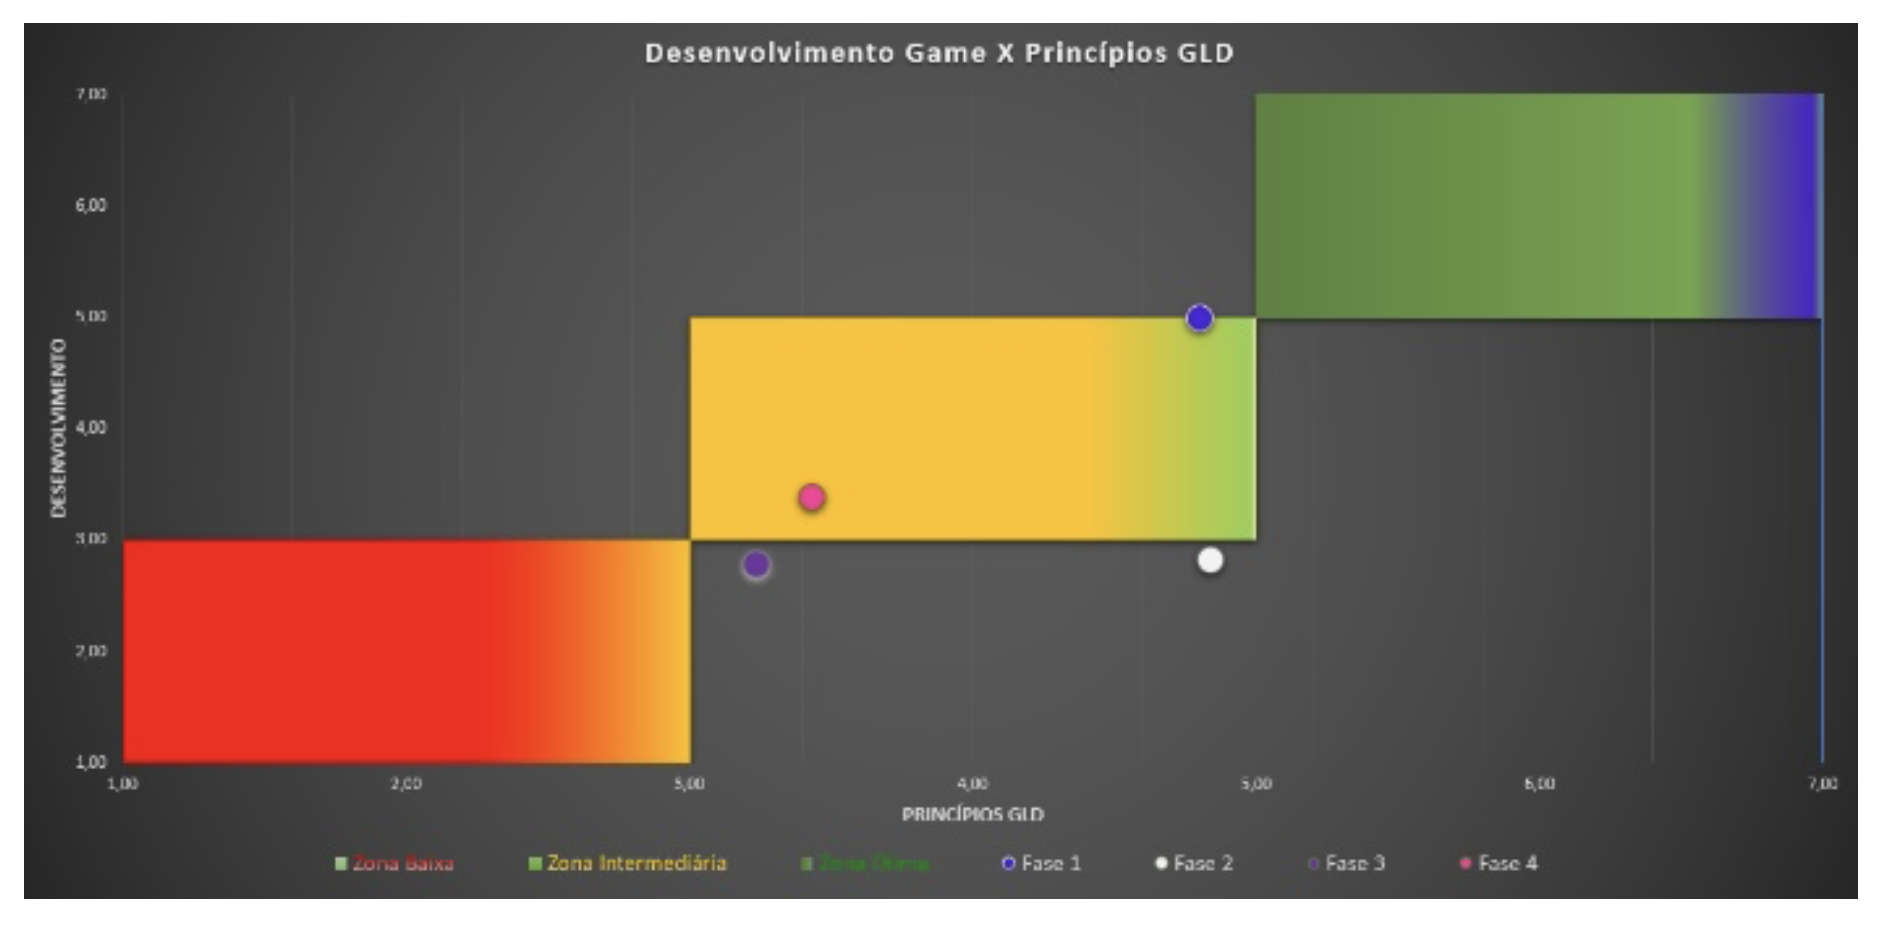 Desenvolvimento Game X Princípios GLD
7,00
6,00
5,00
4,00
3,00
2,00
1,00
DESENVOLVIMENTO
1,00 2,00 3,00 4,00 5,00 6,00 7,00
PRINCÍPIOS GLD
Zona Baixa Zona Intermediária Zona Fase 1 Fase 2 Fase 3 Fase 4